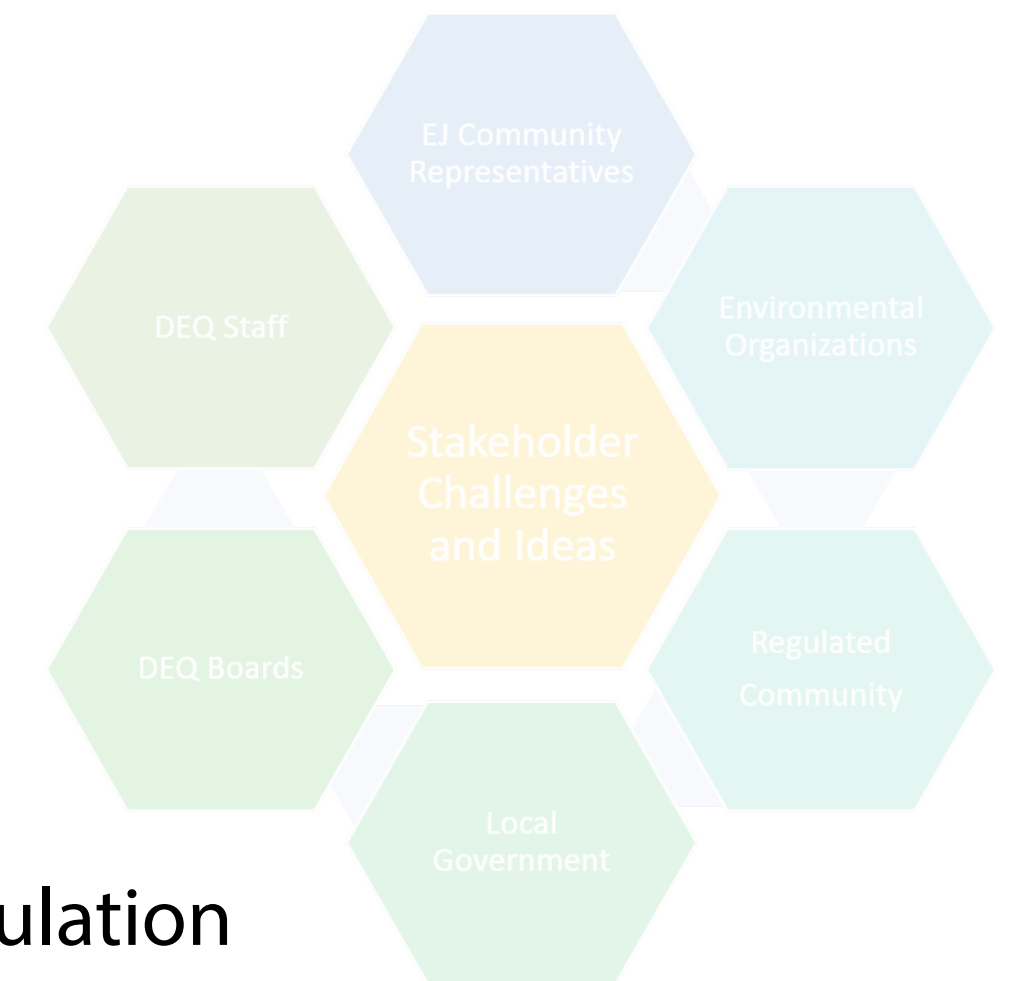 EJ Community
Representatives
Environmental
Organizations
DEQ Staff
Stakeholder
Challenges
and Ideas
Regulated
Community
DEQ Boards
Local
Government
ulation